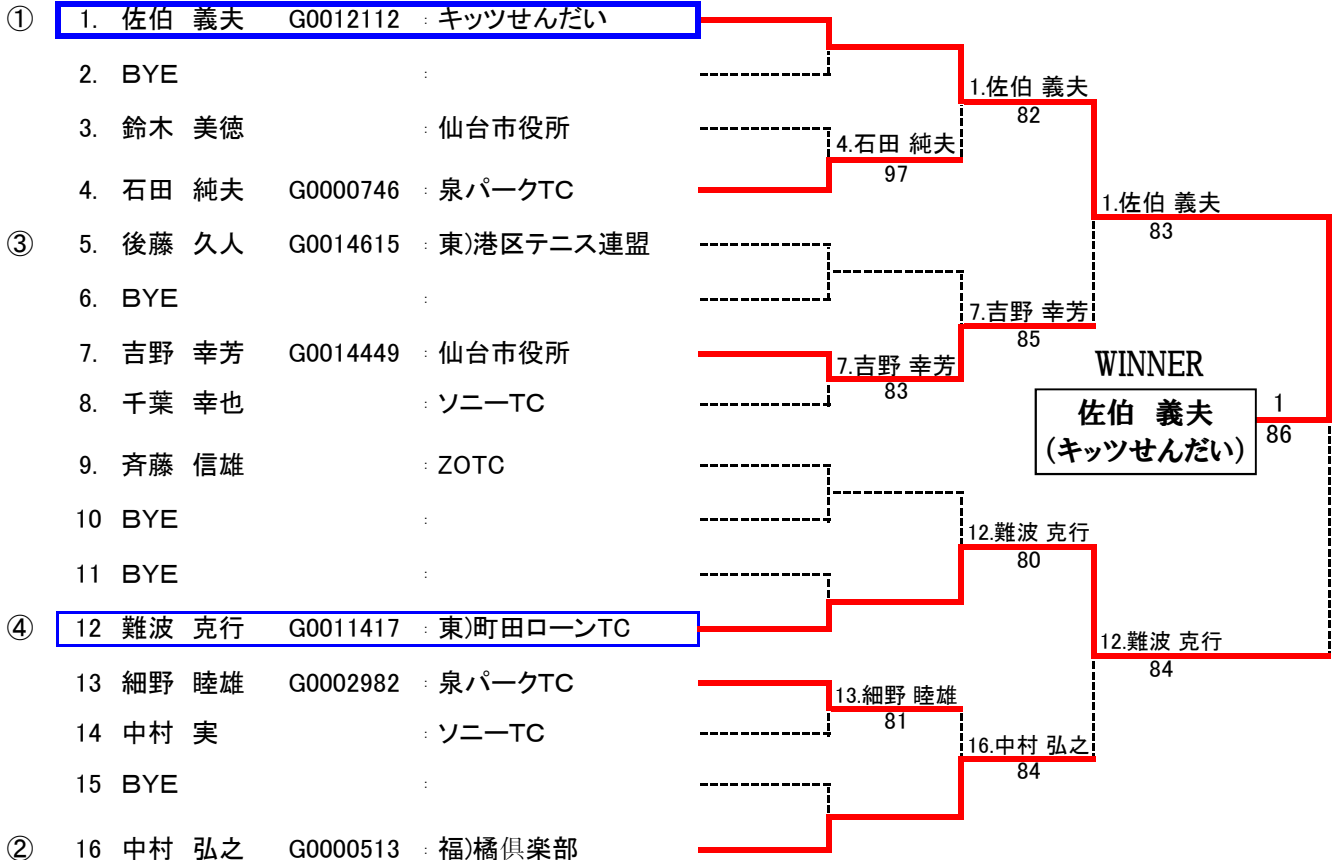 ① 1. 佐伯 義夫 G0012112 : キッツせんだい
2. BYE :
1.佐伯 義夫
82
3. 鈴木 美徳 : 仙台市役所
4.石田 純夫
97
4. 石田 純夫 G0000746 : 泉パークTC
1.佐伯 義夫
83
③ 5. 後藤 久人 G0014615 : 東)港区テニス連盟
6. BYE :
7.吉野 幸芳
85
7. 吉野 幸芳 G0014449 : 仙台市役所
7.吉野 幸芳
83
8. 千葉 幸也 : ソニーTC
WINNER
佐伯 義夫
(キッツせんだい)
1
86
9. 斉藤 信雄 : ZOTC
10 BYE :
12.難波 克行
80
11 BYE :
④ 12 難波 克行 G0011417 : 東)町田ローンTC
12.難波 克行
84
13 細野 睦雄 G0002982 : 泉パークTC
13.細野 睦雄
81
14 中村 実 : ソニーTC
16.中村 弘之
84
15 BYE :
② 16 中村 弘之 G0000513 : 福)橘倶楽部